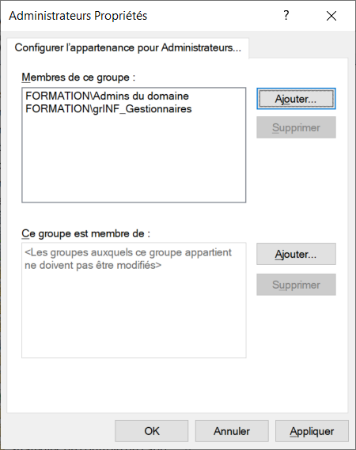 Administrateurs Propriétés
?
Configurer l'appartenance pour Administrateurs...
Membres de ce groupe :
FORMATION\Admins du domaine
FORMATION\grINF_Gestionnaires
Ajouter...
Supprimer
Ce groupe est membre de :
<Les groupes auxquels ce groupe appartient
ne doivent pas être modifiés>
Ajouter...
Supprimer
OK
Annuler
Appliquer